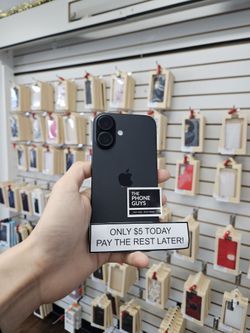 THE
PHONE
GUYS
ONLY $5 TODAY
PAY THE REST LATER!